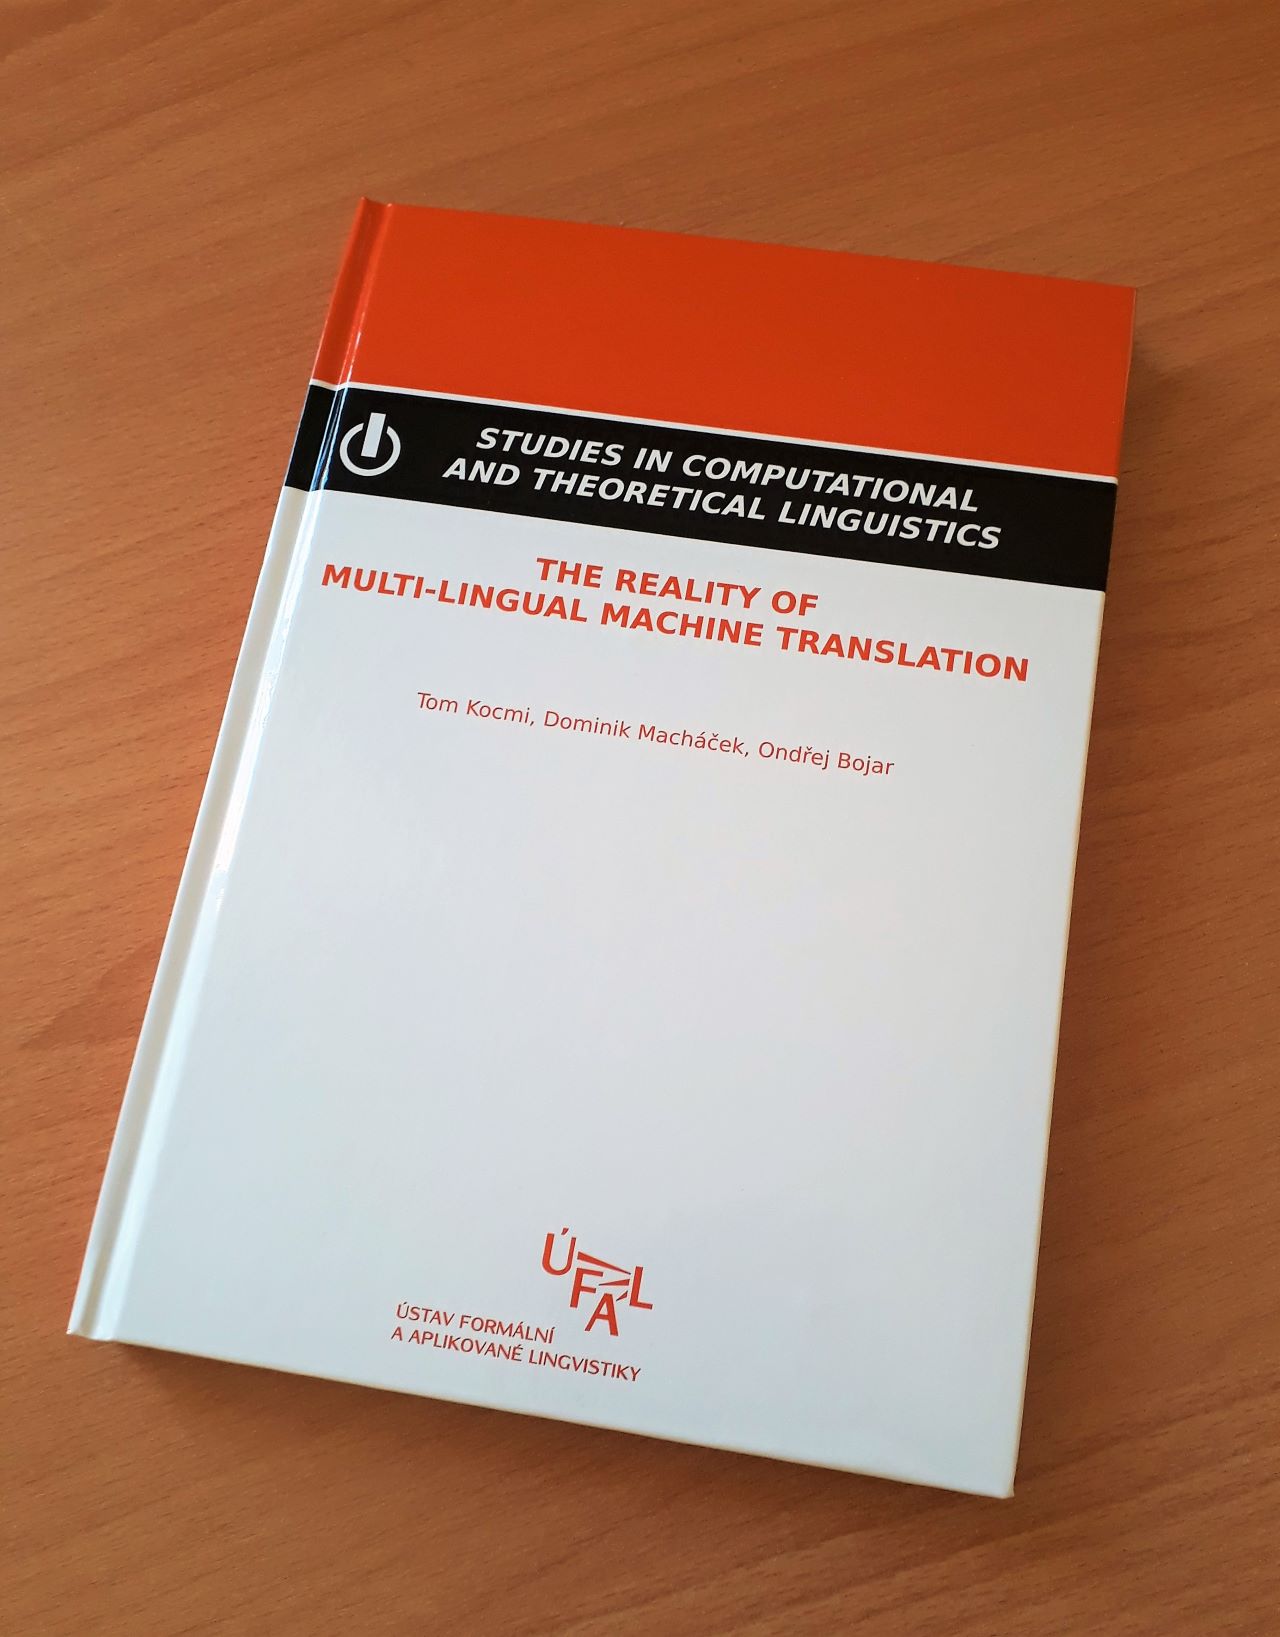 STUDIES IN COMPUTATIONAL
AND THEORETICAL LINGUISTICS
THE REALITY OF
MULTI-LINGUAL MACHINE TRANSLATION
Tom Kocmi, Dominik Macháček, Ondřej Bojar
ÚFÁL
ÚSTAV FORMÁLNÍ
A APLIKOVANÉ LINGVISTIKY